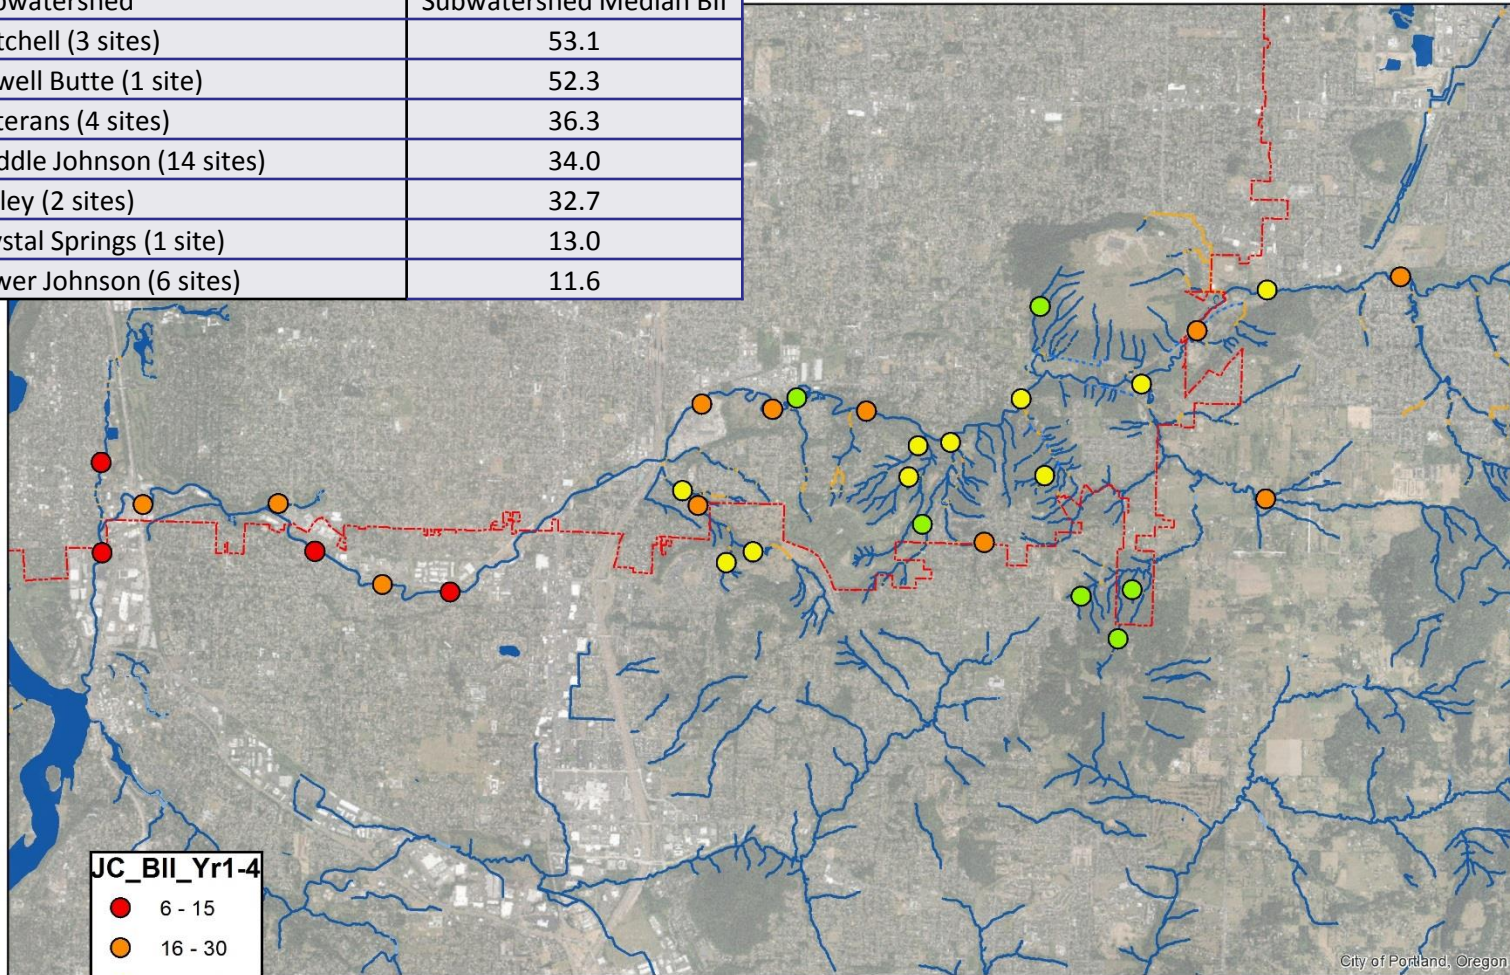 bwatershed Subwatershed Median BII
tchell (3 sites) 53.1
well Butte (1 site) 52.3
terans (4 sites) 36.3
ddle Johnson (14 sites) 34.0
ley (2 sites) 32.7
ystal Springs (1 site) 13.0
wer Johnson (6 sites) 11.6
JC_BII_Yr1-4
6 - 15
16 - 30
City of Portland, Oregon